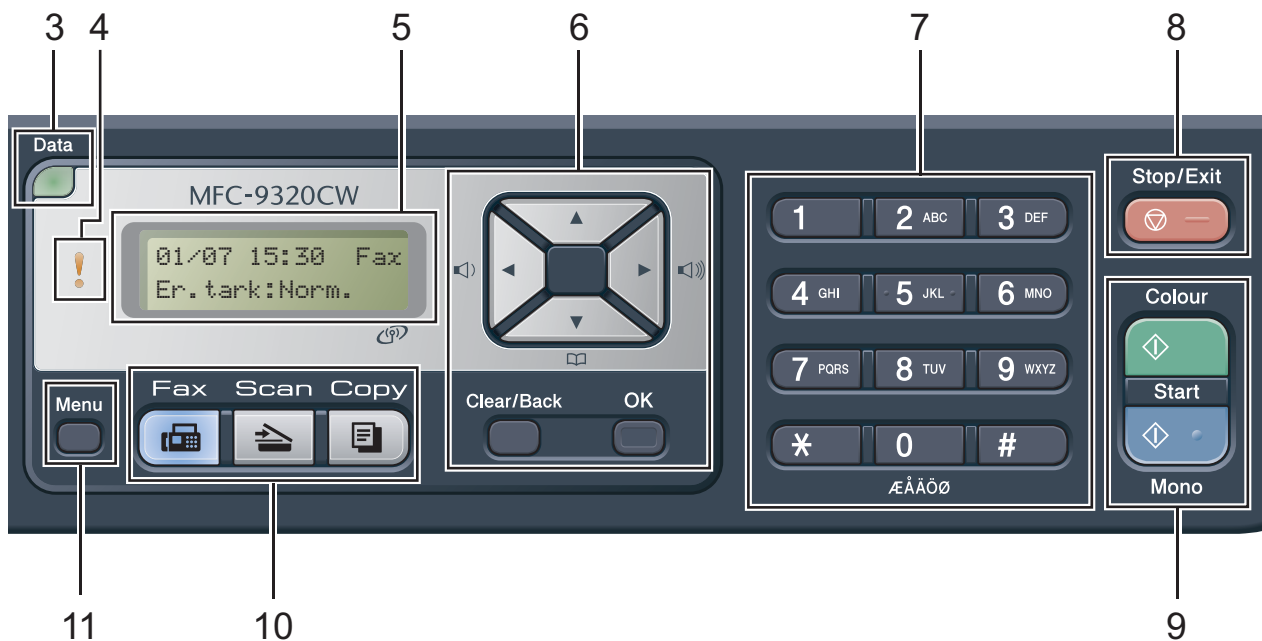 3 4 5 6 7 8
Data
MFC-9320CW
01/07 15:30 Fax
Er.tark:Norm.
Menu
Fax Scan Copy
Clear/Back OK
1 2 ABC 3 DEF
4 GHI 5 JKL 6 MNO
7 PQRS 8 TUV 9 WXYZ
* 0 #
ÆÅÄÖØ
Stop/Exit
Colour
Start
Mono
11 10 9